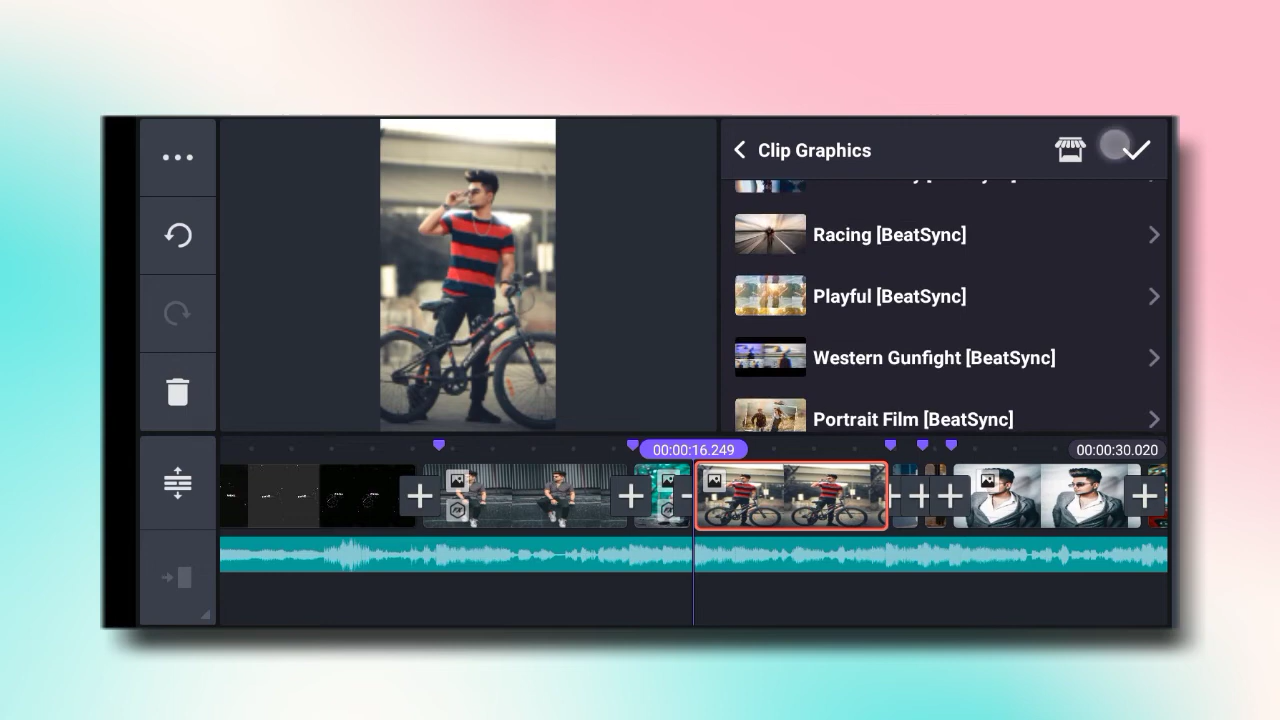 Clip Graphics
Racing [BeatSync]
Playful [BeatSync]
Western Gunfight [BeatSync]
Portrait Film [BeatSync]
00:00:16.249
00:00:30.020